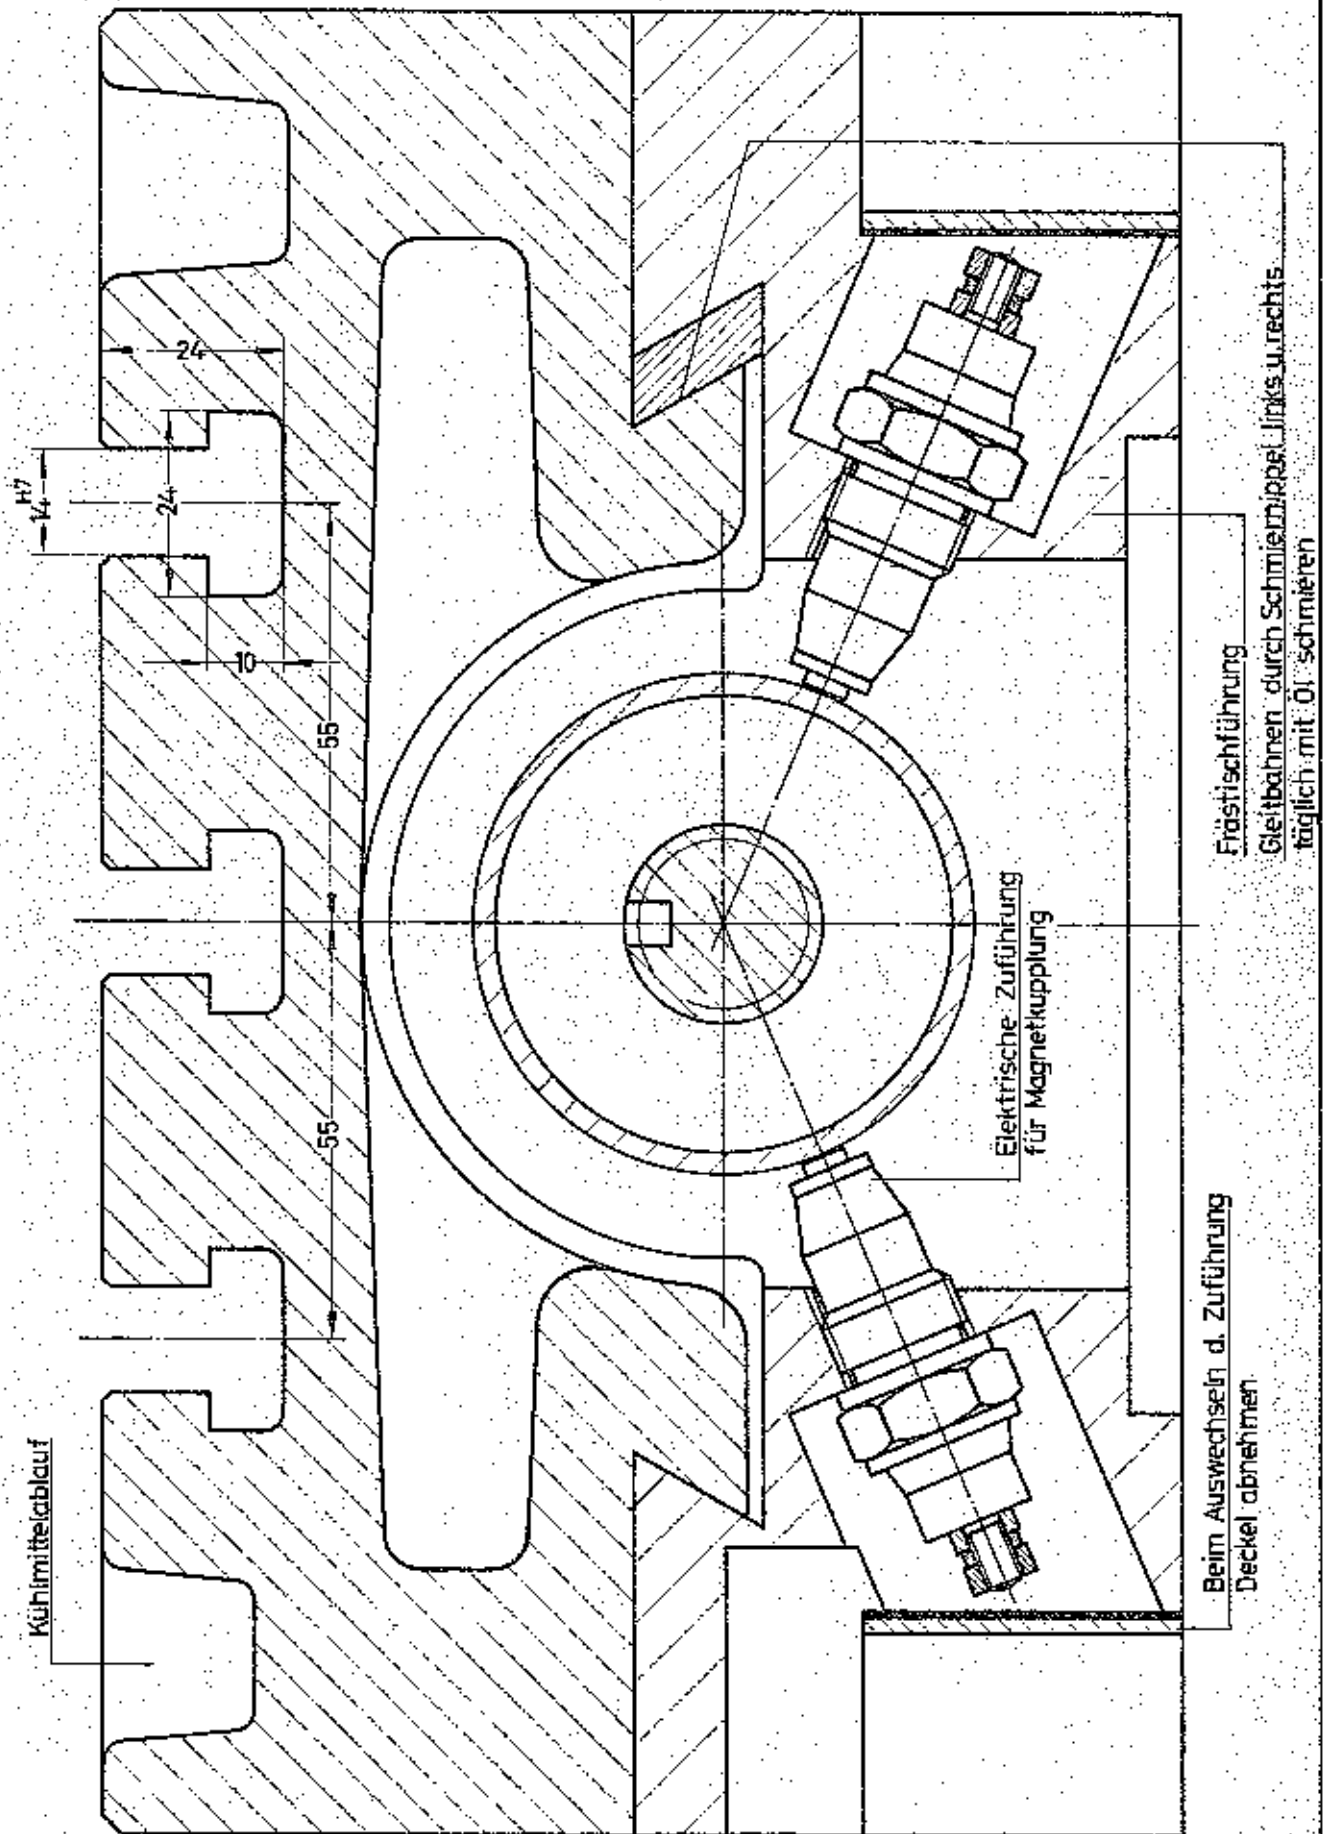 Kühlmittelablauf
H7
14
24
24
10
55
55
Elektrische Zuführung
für Magnetkupplung
Beim Auswechseln d. Zuführung
Deckel abnehmen
Frästischführung
Gleitbahnen durch Schmiernippel links u. rechts
täglich mit Öl schmieren